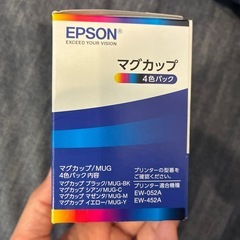 EPSON
EXCEED YOUR VISION
マグカップ
4色パック
マグカップ/MUG
4色パック内容
マグカップ ブラック/MUG-BK
マグカップ シアン/MUG-C
マグカップ マゼンタ/MUG-M
マグカップ イエロー/MUG-Y
プリンターの型番をご確認ください。
プリンター適合機種
EW-052A
EW-452A